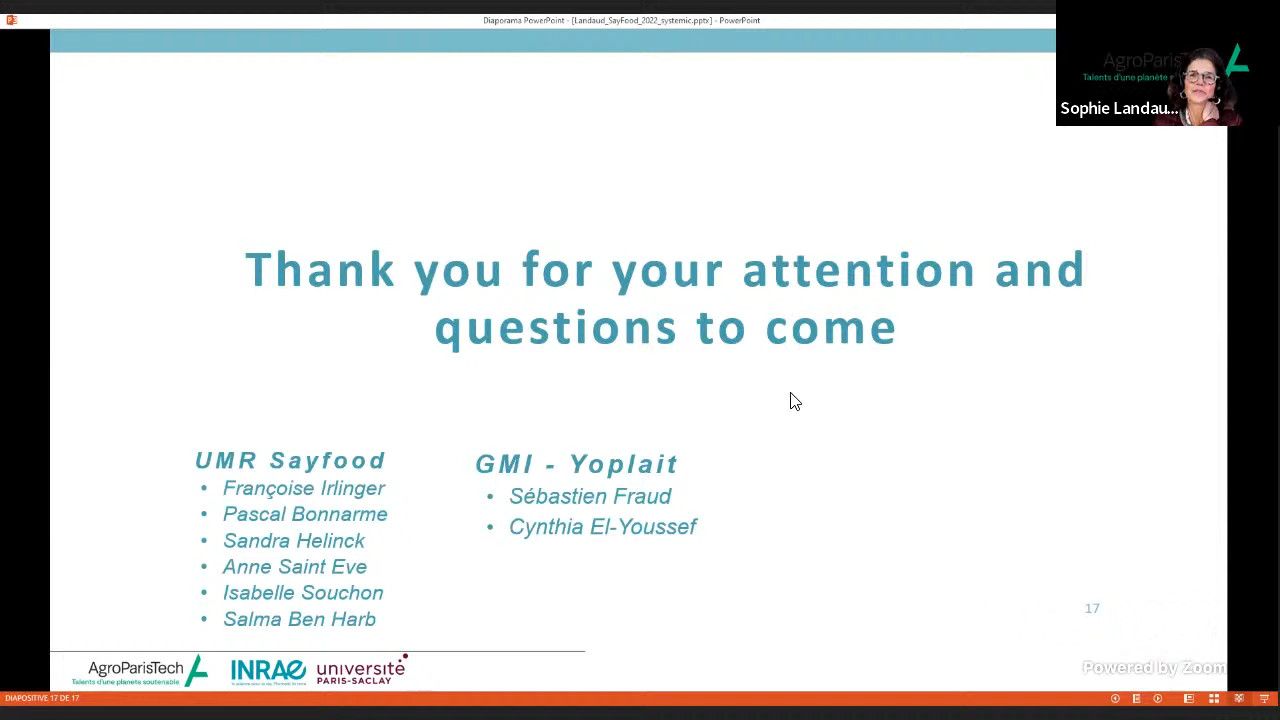 Diaporama PowerPoint - [Landaud_SayFood_2022_systemic.pptx] - PowerPoint
AgroParisTech
Talents d'une planète
Sophie Landau...
Thank you for your attention and
questions to come
UMR Sayfood
• Françoise Irlinger
• Pascal Bonnarme
• Sandra Helinck
• Anne Saint Eve
• Isabelle Souchon
• Salma Ben Harb
GMI - Yoplait
• Sébastien Fraud
• Cynthia El-Youssef
17
AgroParisTech
Talents d'une planète soutenable
INRAE
université
PARIS-SACLAY
Powered by Zoom
DIAPOSITIVE 17 DE 17